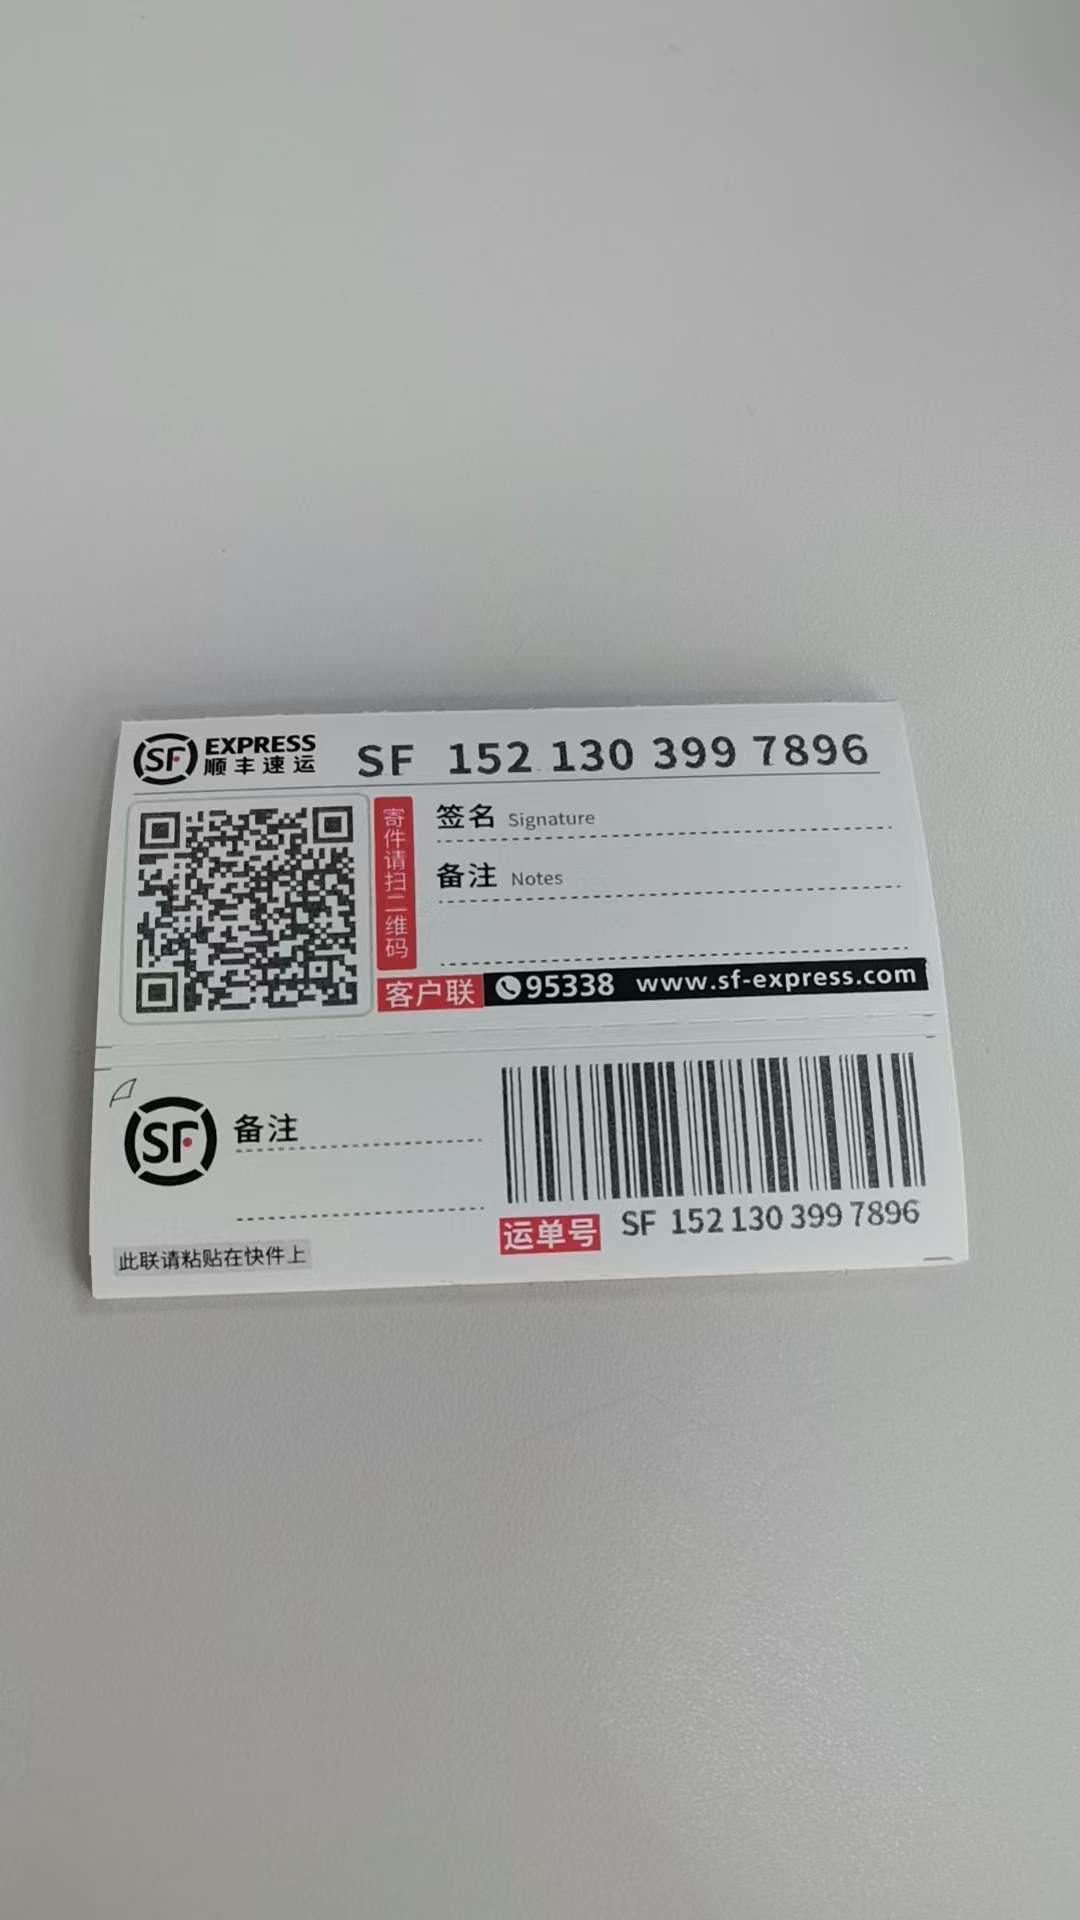 SF EXPRESS
顺丰速运
SF 152 130 399 7896
寄件请扫二维码
签名 Signature
备注 Notes
客户联 95338 www.sf-express.com
SF 备注
运单号 SF 152 130 399 7896
此联请粘贴在快件上